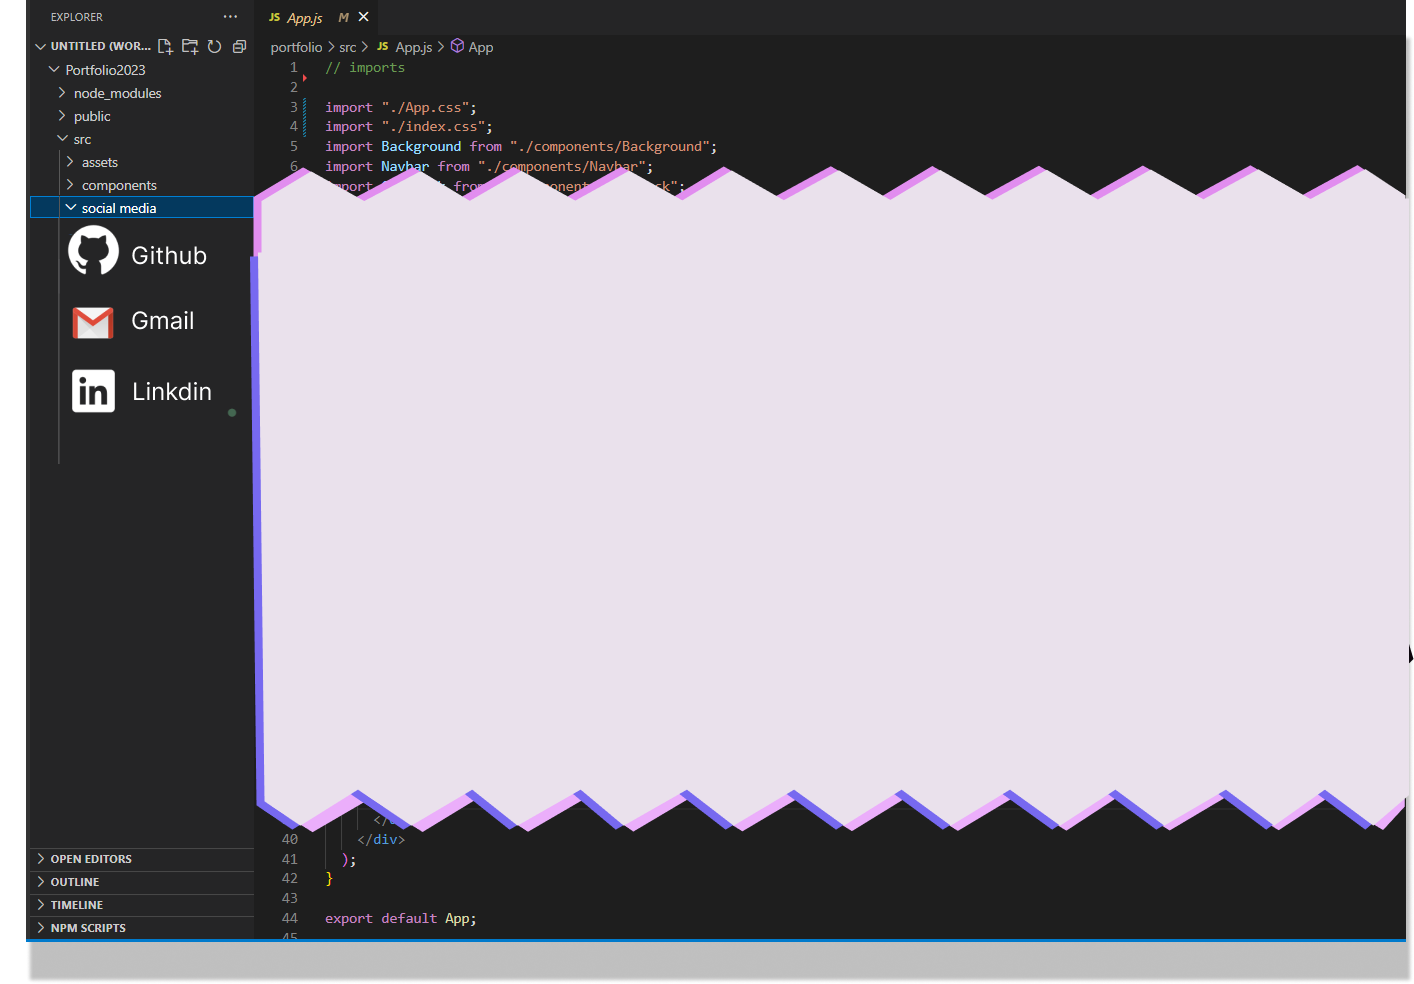 EXPLORER
UNTITLED (WOR...
Portfolio2023
node_modules
public
src
assets
components
social media
Github
Gmail
in Linkdin
OPEN EDITORS
OUTLINE
TIMELINE
NPM SCRIPTS
JS App.js M
portfolio > src > JS App.js > App
1 // imports
2
3 import "./App.css";
4 import "./index.css";
5 import Background from "./components/Background";
6 import Navbar from "./components/Navbar";
40 </div>
41 );
42 }
43
44 export default App;
45